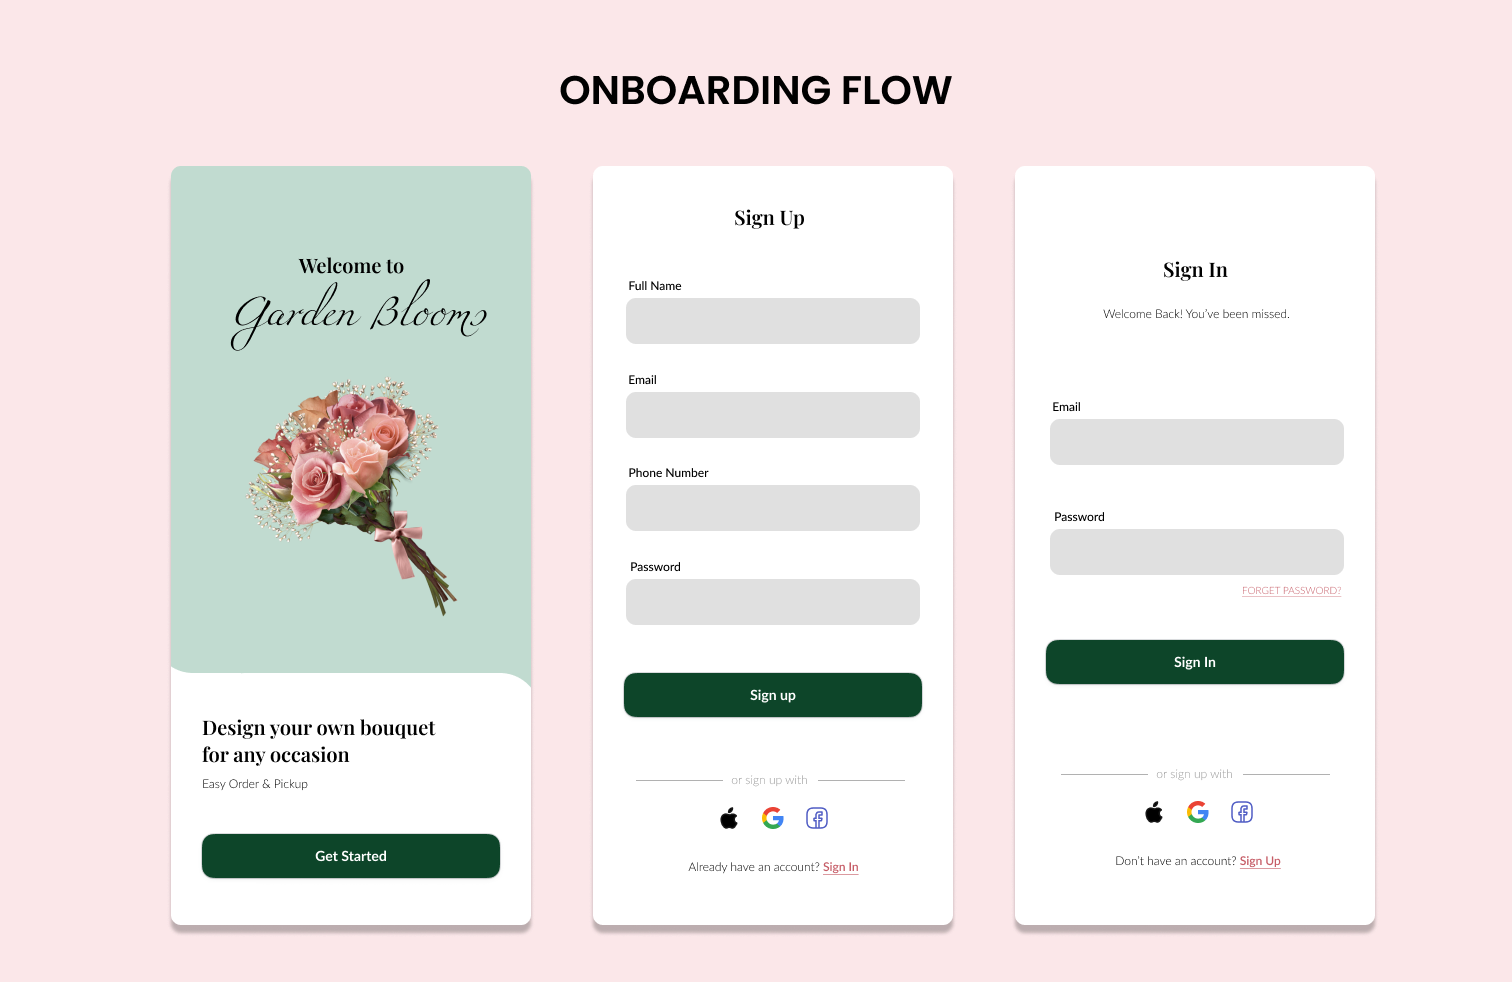 ONBOARDING FLOW
Welcome to
Garden Blooms
Design your own bouquet
for any occasion
Easy Order & Pickup
Get Started
Sign Up
Full Name
Email
Phone Number
Password
Sign up
or sign up with
Already have an account? Sign In
Sign In
Welcome Back! You've been missed.
Email
Password
FORGET PASSWORD?
Sign In
or sign up with
Don't have an account? Sign Up